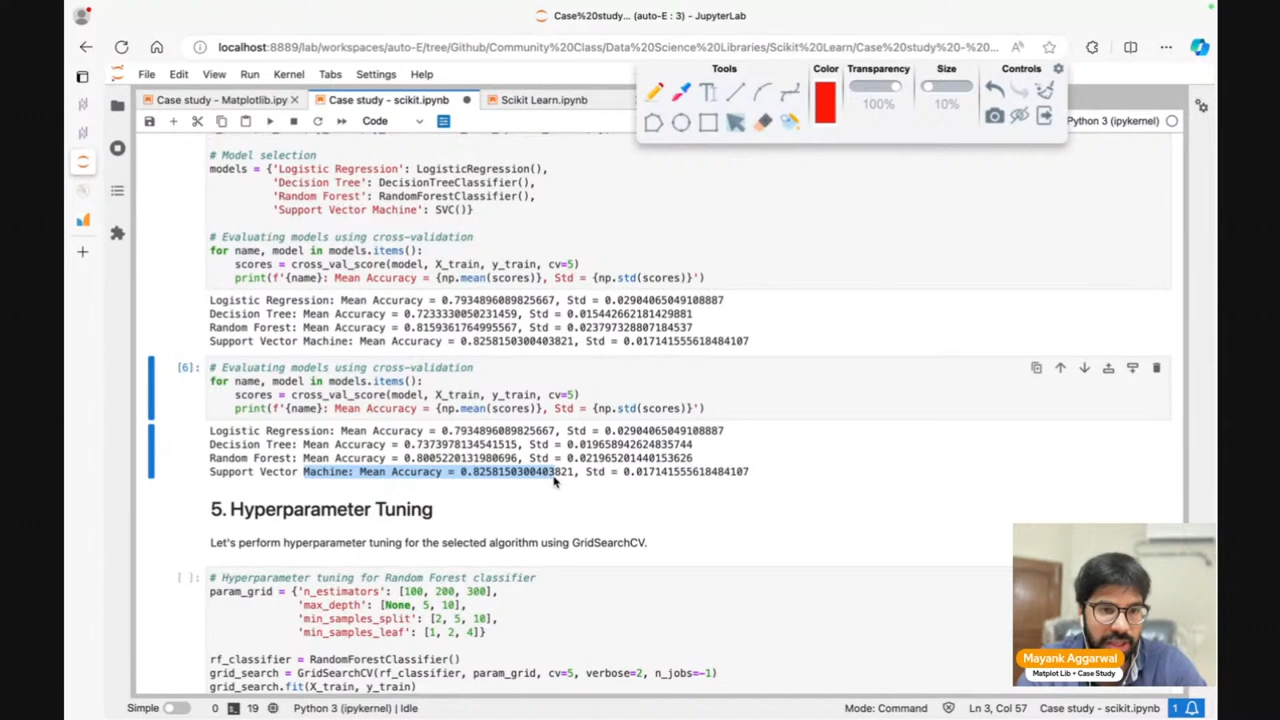 Case%20study... (auto-E : 3) - JupyterLab
localhost:8889/lab/workspaces/auto-E/tree/Github/Community%20Class/Data%20Science%20Libraries/Scikit%20Learn/Case%20study%20-%20-%...
File Edit View Run Kernel Tabs Settings Help
Tools Color Transparency Size Controls
100% 10%
Case study - Matplotlib.ipy Case study - scikit.ipynb Scikit Learn.ipynb
Code Python 3 (ipykernel)
# Model selection
models = {'Logistic Regression': LogisticRegression(),
'Decision Tree': DecisionTreeClassifier(),
'Random Forest': RandomForestClassifier(),
'Support Vector Machine': SVC()}
# Evaluating models using cross-validation
for name, model in models.items():
scores = cross_val_score(model, X_train, y_train, cv=5)
print(f'{name}: Mean Accuracy = {np.mean(scores)}, Std = {np.std(scores)}')
Logistic Regression: Mean Accuracy = 0.7934896089825667, Std = 0.02904065049108887
Decision Tree: Mean Accuracy = 0.7233330050231459, Std = 0.015442662181429881
Random Forest: Mean Accuracy = 0.8159361764995567, Std = 0.023797328807184537
Support Vector Machine: Mean Accuracy = 0.8258150300403821, Std = 0.017141555618484107
[6]: # Evaluating models using cross-validation
for name, model in models.items():
scores = cross_val_score(model, X_train, y_train, cv=5)
print(f'{name}: Mean Accuracy = {np.mean(scores)}, Std = {np.std(scores)}')
Logistic Regression: Mean Accuracy = 0.7934896089825667, Std = 0.02904065049108887
Decision Tree: Mean Accuracy = 0.7373978134541515, Std = 0.019658942624835744
Random Forest: Mean Accuracy = 0.8005220131980696, Std = 0.021965201440153626
Support Vector Machine: Mean Accuracy = 0.8258150300403821, Std = 0.017141555618484107
5. Hyperparameter Tuning
Let's perform hyperparameter tuning for the selected algorithm using GridSearchCV.
[ ]: # Hyperparameter tuning for Random Forest classifier
param_grid = {'n_estimators': [100, 200, 300],
'max_depth': [None, 5, 10],
'min_samples_split': [2, 5, 10],
'min_samples_leaf': [1, 2, 4]}
rf_classifier = RandomForestClassifier()
grid_search = GridSearchCV(rf_classifier, param_grid, cv=5, verbose=2, n_jobs=-1)
grid_search.fit(X_train, y_train)
Mayank Aggarwal
Matplot Lib + Case Study
Simple 0 19 Python 3 (ipykernel) | Idle Mode: Command Ln 3, Col 57 Case study - scikit.ipynb 1